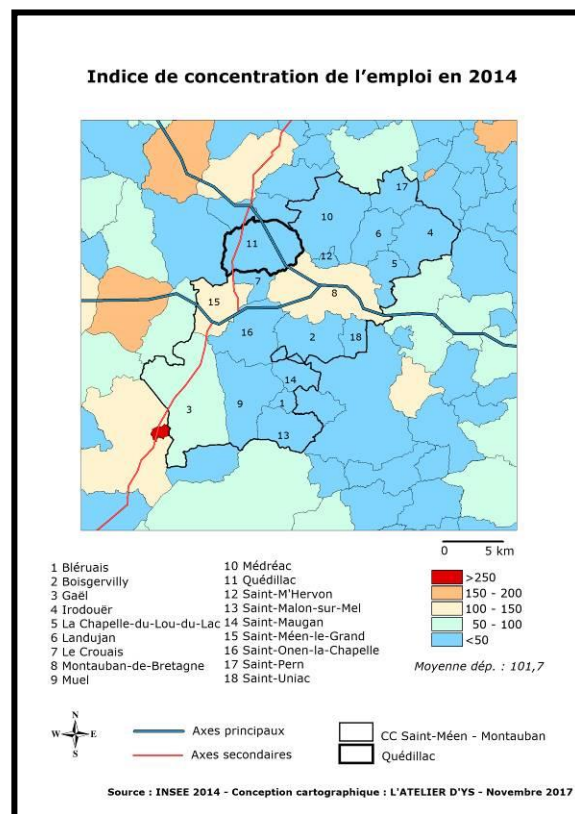 Indice de concentration de l'emploi en 2014
17
10
11
6
4
12
5
7
8
15
16
2
18
14
3
9
1
13
0 5 km
1 Bléruais
2 Boisgervilly
3 Gaël
4 Irodouër
5 La Chapelle-du-Lou-du-Lac
6 Landujan
7 Le Crouais
8 Montauban-de-Bretagne
9 Muel
10 Médréac
11 Quédillac
12 Saint-M'Hervon
13 Saint-Malon-sur-Mel
14 Saint-Maugan
15 Saint-Méen-le-Grand
16 Saint-Onen-la-Chapelle
17 Saint-Pern
18 Saint-Uniac
>250
150 - 200
100 - 150
50 - 100
<50
Moyenne dép. : 101,7
N
W E
S
Axes principaux
Axes secondaires
CC Saint-Méen - Montauban
Quédillac
Source : INSEE 2014 - Conception cartographique : L'ATELIER D'YS - Novembre 2017